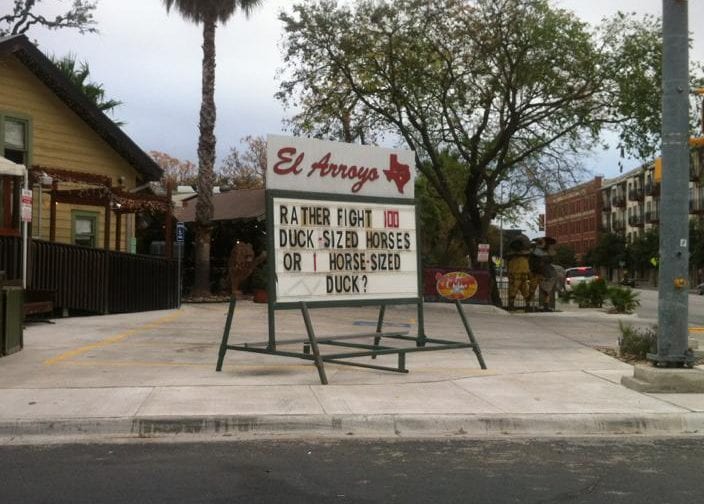 El Arroyo
RATHER FIGHT 100
DUCK-SIZED HORSES
OR 1 HORSE-SIZED
DUCK?